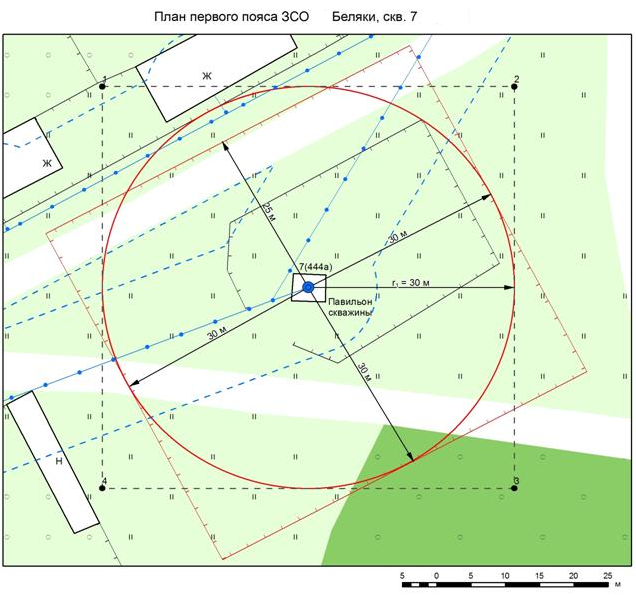 План первого пояса ЗСО Беляки, скв. 7
1
2
Ж
Ж
25 м
30 м
7(444а)
r₁ = 30 м
Павильон
скважины
30 м
30 м
Н
4
3
5 0 5 10 15 20 25
м